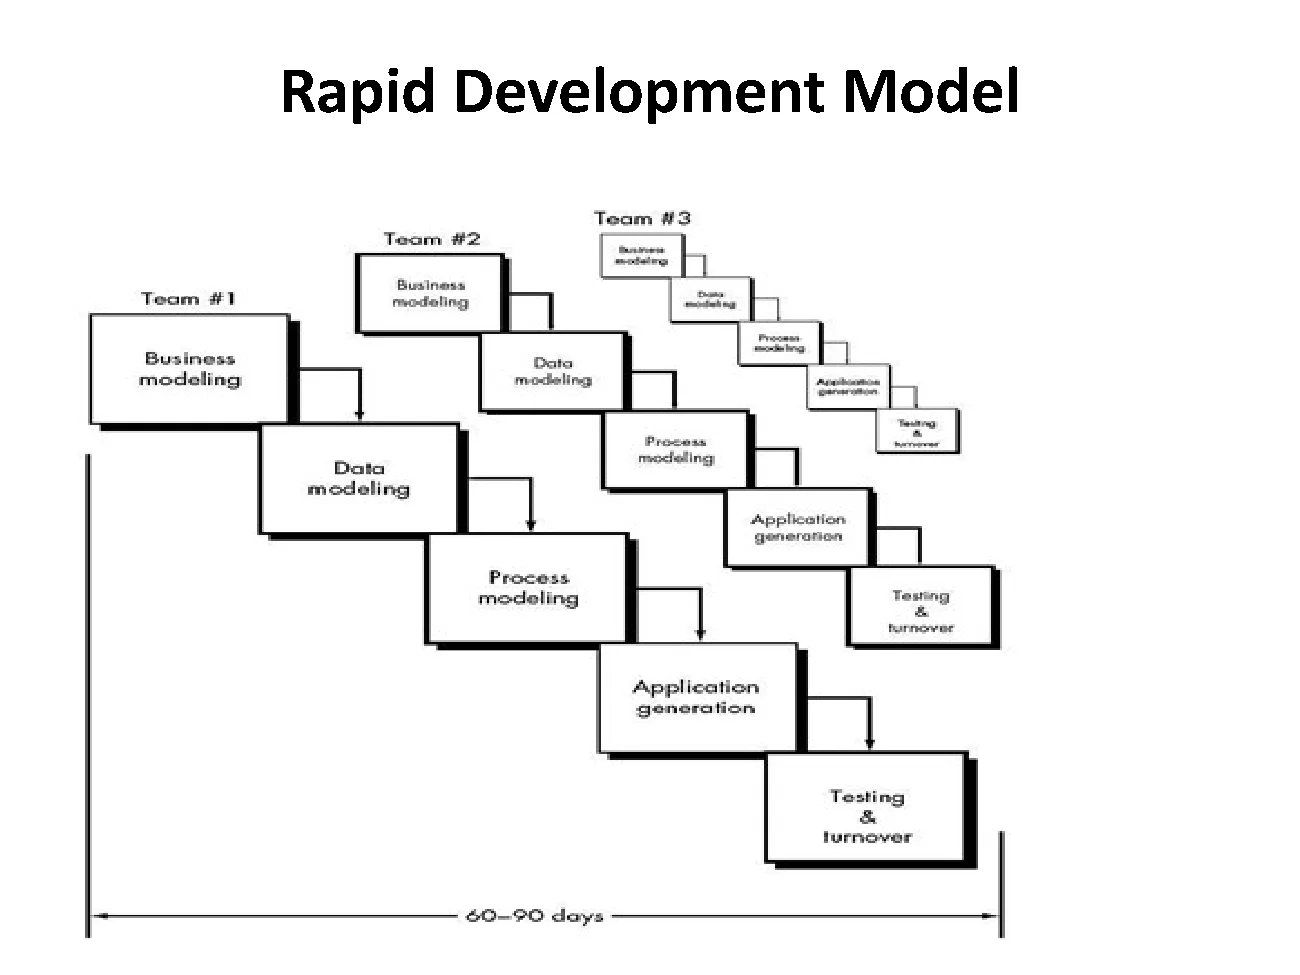 Rapid Development Model
Team #1
Business
modeling
Data
modeling
Process
modeling
Application
generation
Testing
&
turnover
Team #2
Business
modeling
Data
modeling
Process
modeling
Application
generation
Testing
&
turnover
Team #3
Business
modeling
Data
modeling
Process
modeling
Application
generation
Testing
&
turnover
60–90 days